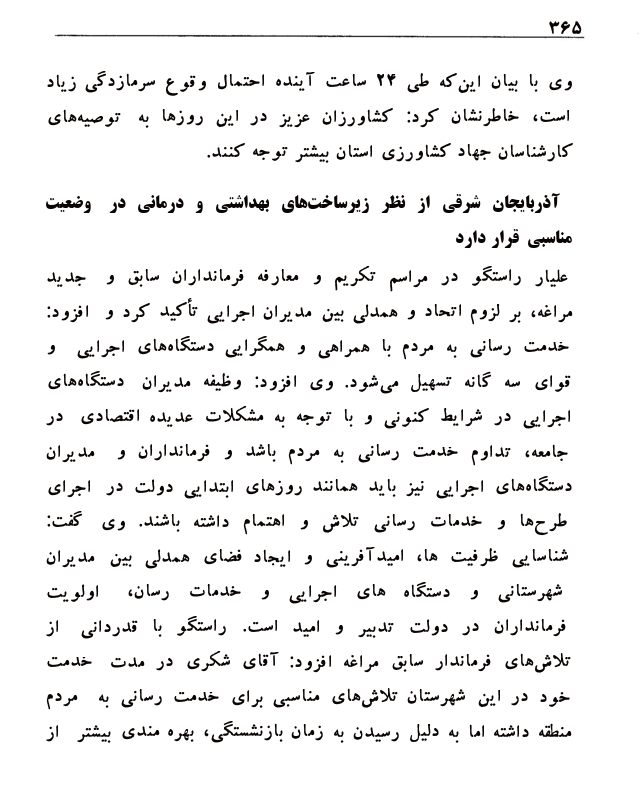 ۳۶۵
وی با بیان این‌که طی ۲۴ ساعت آینده احتمال وقوع سرمازدگی زیاد
است، خاطرنشان کرد: کشاورزان عزیز در این روزها به توصیه‌های
کارشناسان جهاد کشاورزی استان بیشتر توجه کنند.
آذربایجان شرقی از نظر زیرساخت‌های بهداشتی و درمانی در وضعیت
مناسبی قرار دارد
علیار راستگو در مراسم تکریم و معارفه فرمانداران سابق و جدید
مراغه، بر لزوم اتحاد و همدلی بین مدیران اجرایی تأکید کرد و افزود:
خدمت رسانی به مردم با همراهی و همگرایی دستگاه‌های اجرایی و
قوای سه گانه تسهیل می‌شود. وی افزود: وظیفه مدیران دستگاه‌های
اجرایی در شرایط کنونی و با توجه به مشکلات عدیده اقتصادی در
جامعه، تداوم خدمت رسانی به مردم باشد و فرمانداران و مدیران
دستگاه‌های اجرایی نیز باید همانند روزهای ابتدایی دولت در اجرای
طرح‌ها و خدمات رسانی تلاش و اهتمام داشته باشند. وی گفت:
شناسایی ظرفیت ها، امیدآفرینی و ایجاد فضای همدلی بین مدیران
شهرستانی و دستگاه های اجرایی و خدمات رسان، اولویت
فرمانداران در دولت تدبیر و امید است. راستگو با قدردانی از
تلاش‌های فرماندار سابق مراغه افزود: آقای شکری در مدت خدمت
خود در این شهرستان تلاش‌های مناسبی برای خدمت رسانی به مردم
منطقه داشته اما به دلیل رسیدن به زمان بازنشستگی، بهره مندی بیشتر از